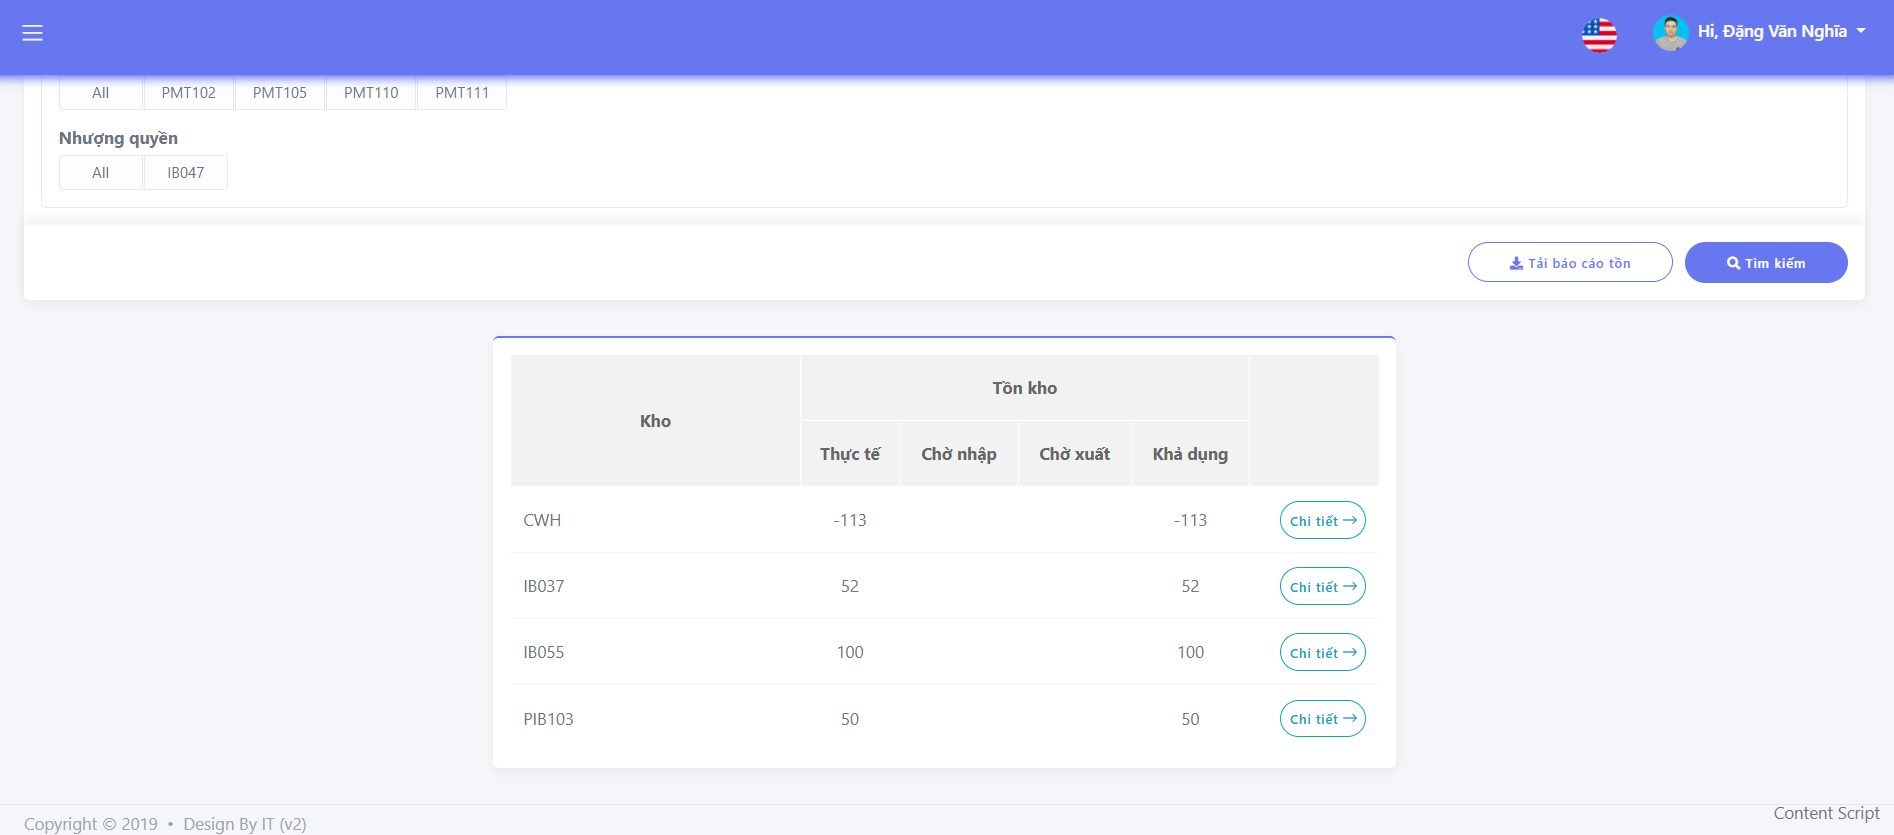 Hi, Đặng Văn Nghĩa
All PMT102 PMT105 PMT110 PMT111
Nhượng quyền
All IB047
Tải báo cáo tồn Tìm kiếm
Kho Tồn kho
Thực tế Chờ nhập Chờ xuất Khả dụng
CWH -113 -113 Chi tiết →
IB037 52 52 Chi tiết →
IB055 100 100 Chi tiết →
PIB103 50 50 Chi tiết →
Content Script
Copyright © 2019 • Design By IT (v2)